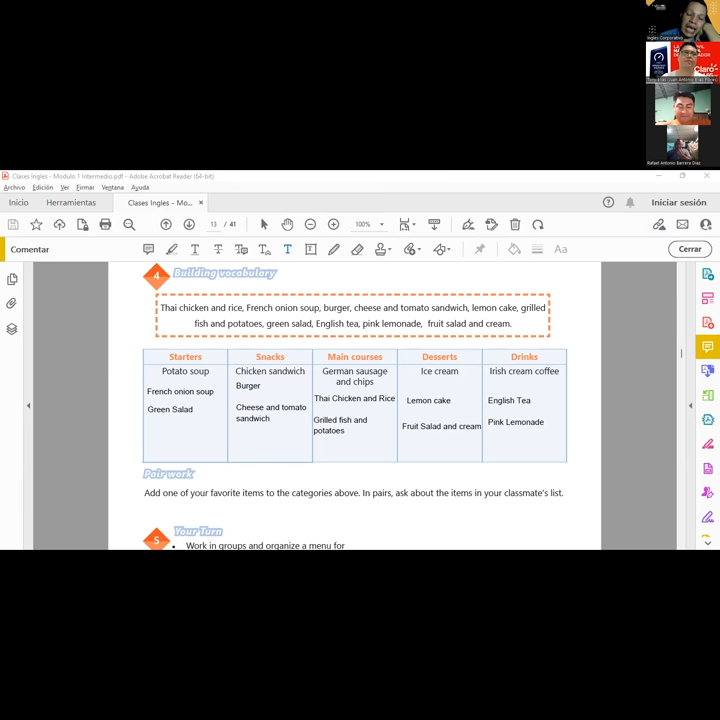 Ingles Corporativo
Rafael Antonio Barrera Diaz
Clases Ingles - Modulo 1 Intermedio.pdf - Adobe Acrobat Reader (64-bit)
Archivo Edición Ver Firmar Ventana Ayuda
Inicio Herramientas Clases Ingles - Mo... × Iniciar sesión
13 / 41 100%
Comentar Cerrar
4 Building vocabulary
Thai chicken and rice, French onion soup, burger, cheese and tomato sandwich, lemon cake, grilled
fish and potatoes, green salad, English tea, pink lemonade, fruit salad and cream.
Starters Snacks Main courses Desserts Drinks
Potato soup Chicken sandwich German sausage Ice cream Irish cream coffee
and chips
French onion soup Burger Thai Chicken and Rice Lemon cake English Tea
Green Salad Cheese and tomato Grilled fish and Fruit Salad and cream Pink Lemonade
sandwich potatoes
Pair work
Add one of your favorite items to the categories above. In pairs, ask about the items in your classmate's list.
5 Your Turn
• Work in groups and organize a menu for